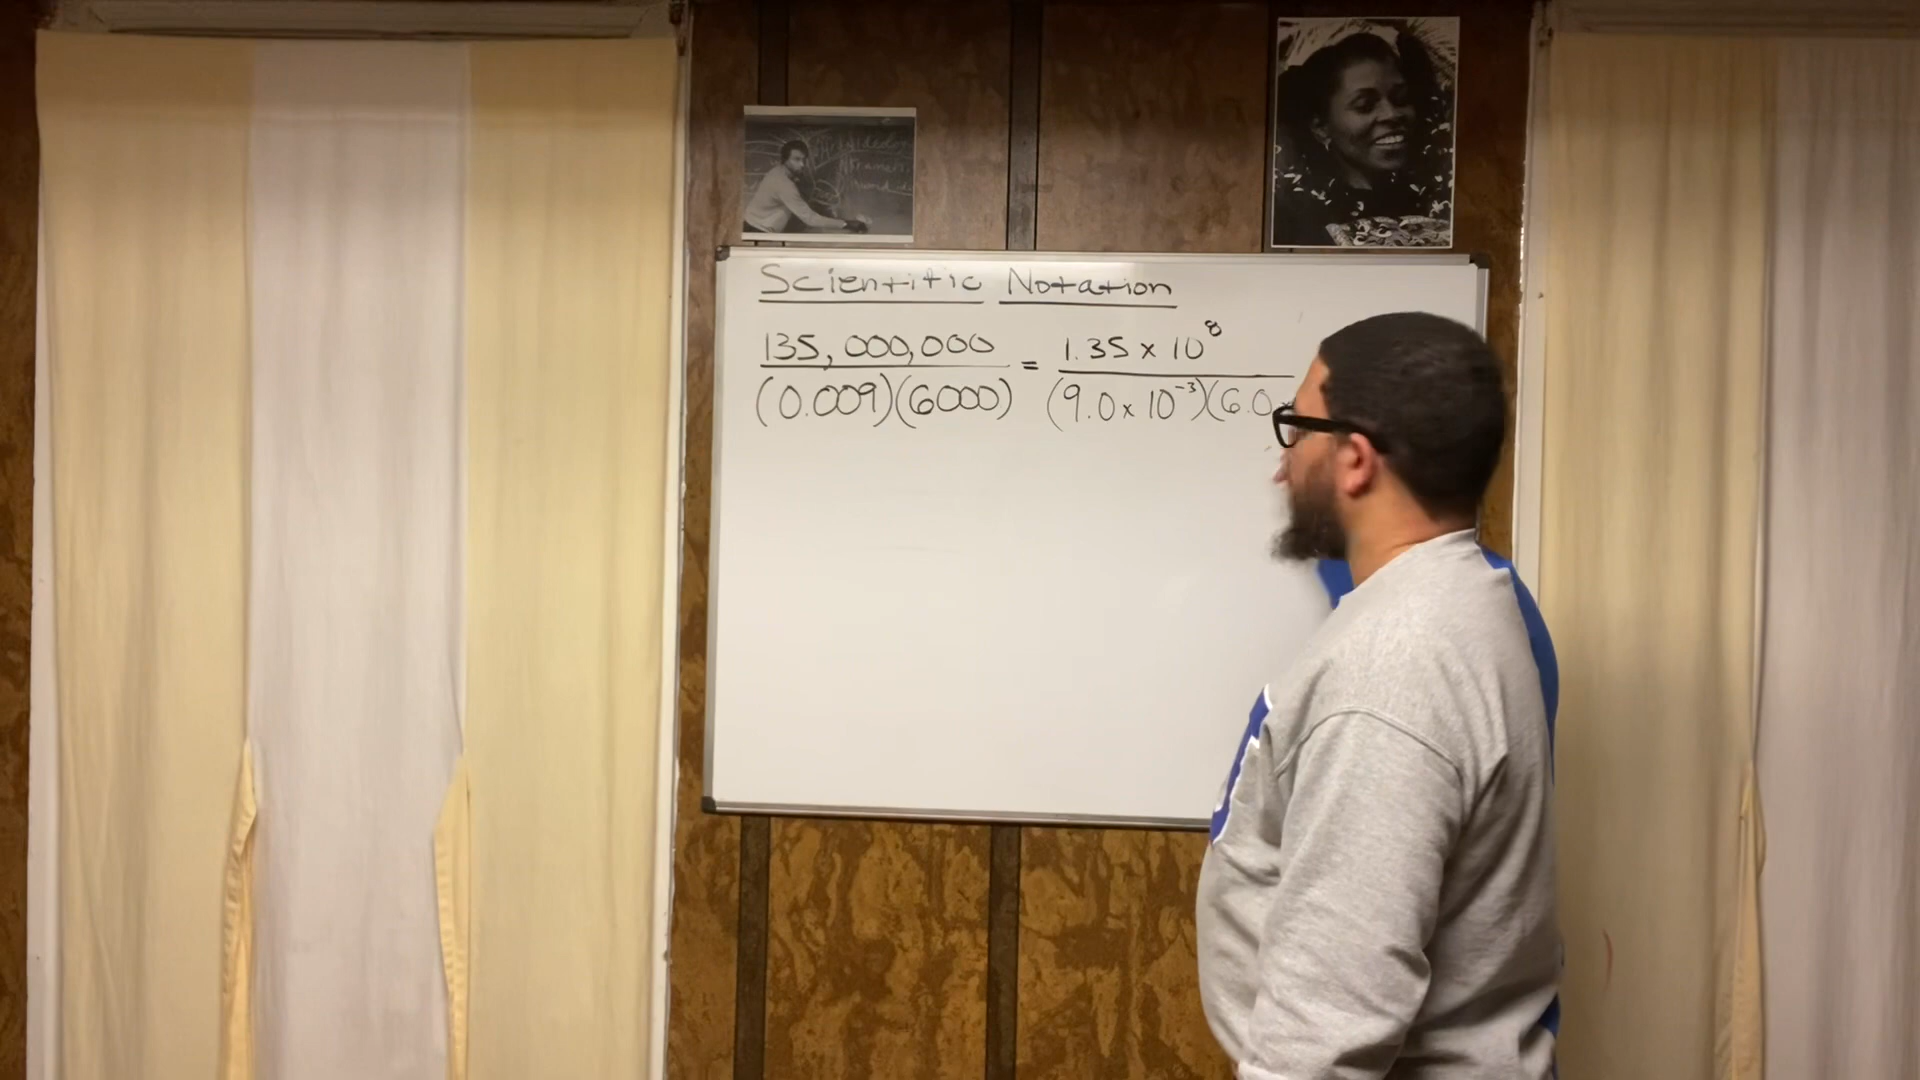 Scientific Notation
135,000,000 / (0.009)(6000) = 1.35 x 10⁸ / (9.0 x 10⁻³)(6.0